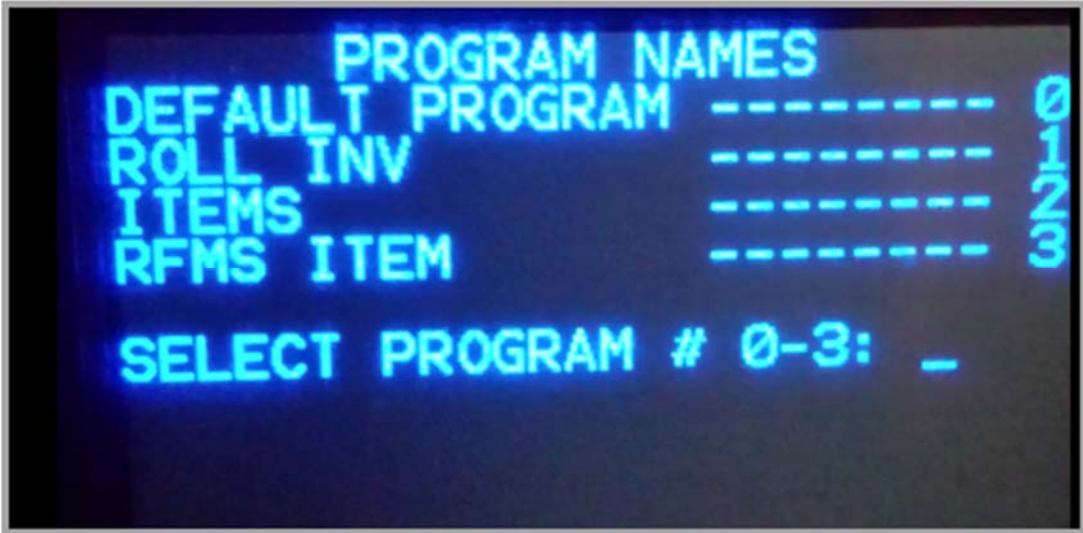 PROGRAM NAMES
DEFAULT PROGRAM --------- 0
ROLL INV --------- 1
ITEMS --------- 2
RFMS ITEM --------- 3
SELECT PROGRAM # 0-3: _